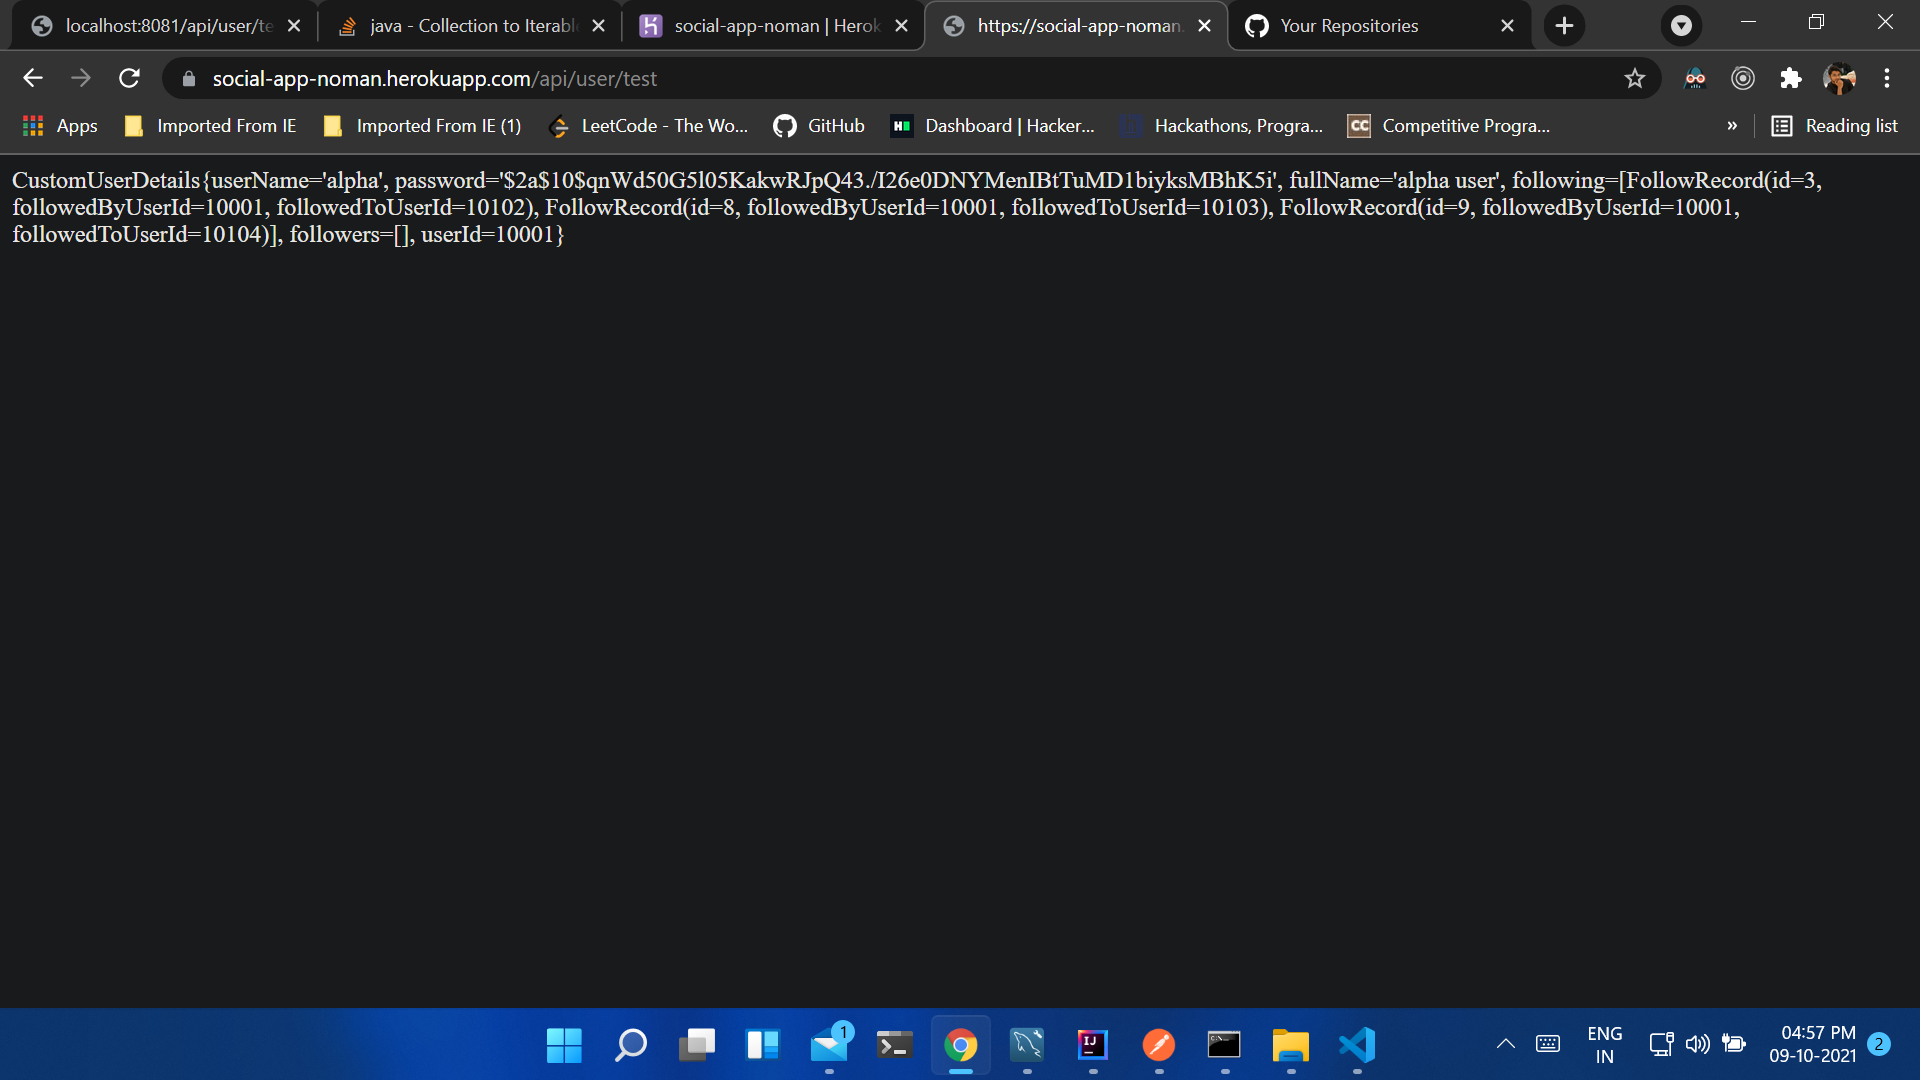 localhost:8081/api/user/te
java - Collection to Iterabl
social-app-noman | Herok
https://social-app-noman.
Your Repositories
social-app-noman.herokuapp.com/api/user/test
Apps
Imported From IE
Imported From IE (1)
LeetCode - The Wo...
GitHub
Dashboard | Hacker...
Hackathons, Progra...
CC
Competitive Progra...
»
Reading list
CustomUserDetails{userName='alpha', password='$2a$10$qnWd50G5l05KakwRJpQ43./I26e0DNYMenIBtTuMD1biyksMBhK5i', fullName='alpha user', following=[FollowRecord(id=3,
followedByUserId=10001, followedToUserId=10102), FollowRecord(id=8, followedByUserId=10001, followedToUserId=10103), FollowRecord(id=9, followedByUserId=10001,
followedToUserId=10104)], followers=[], userId=10001}
1
IJ
ENG
IN
04:57 PM
09-10-2021
2